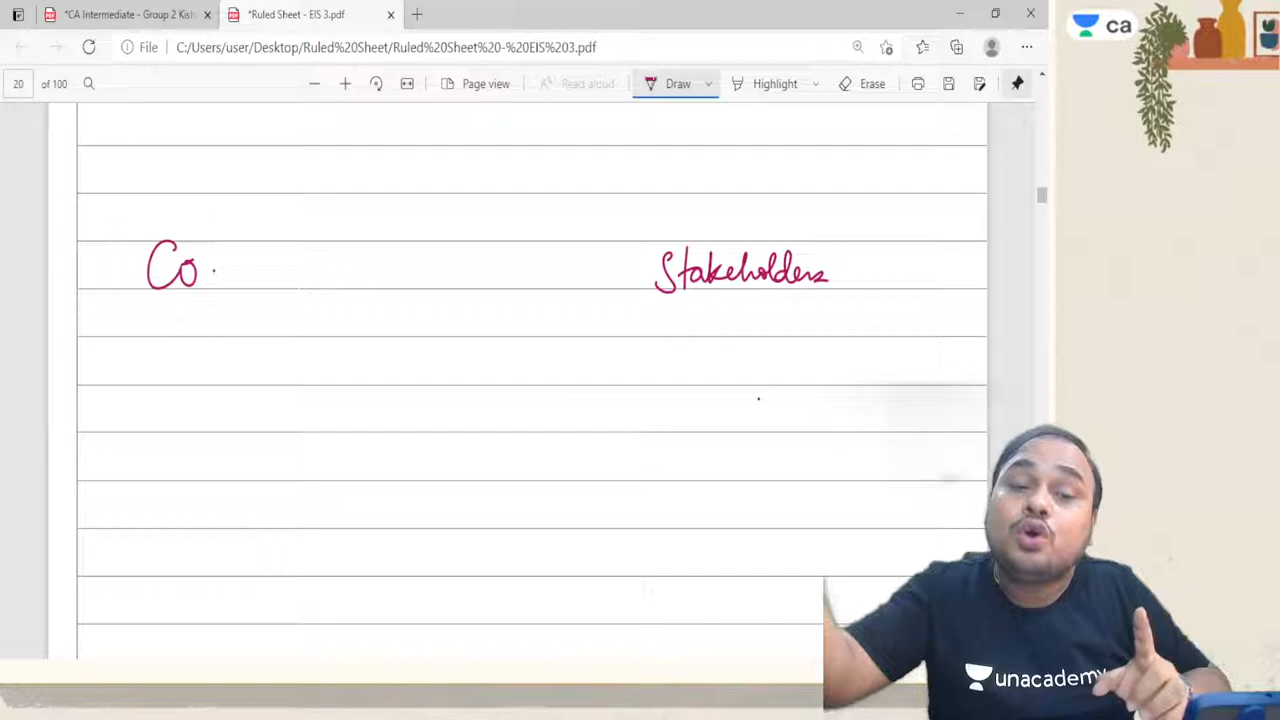 *CA Intermediate - Group 2 Kish
*Ruled Sheet - EIS 3.pdf
File
C:/Users/user/Desktop/Ruled%20Sheet/Ruled%20Sheet%20-%20EIS%203.pdf
ca
20 of 100
Page view
Read aloud
Draw
Highlight
Erase
Co.
Stakeholders
unacademy